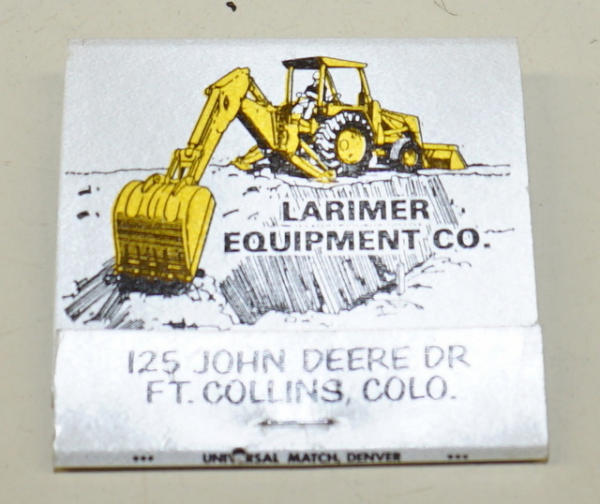 LARIMER
EQUIPMENT CO.
125 JOHN DEERE DR
FT. COLLINS, COLO.
*** UNIVERSAL MATCH, DENVER ***